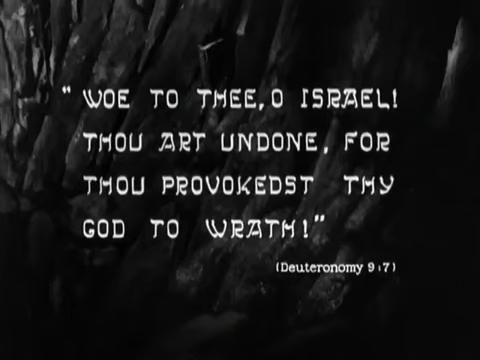 "WOE TO THEE, O ISRAEL!
THOU ART UNDONE, FOR
THOU PROVOKEDST THY
GOD TO WRATH!"
(Deuteronomy 9:7)